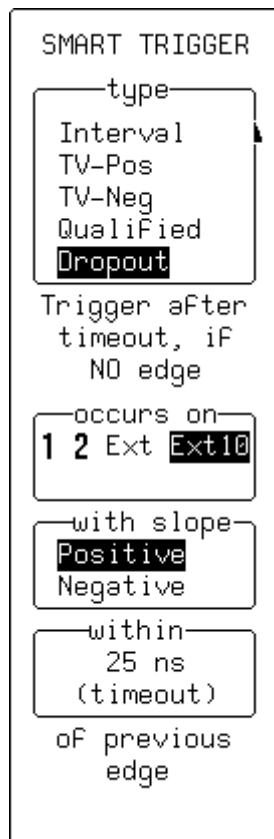 SMART TRIGGER
type
Interval
TV-Pos
TV-Neg
Qualified
Dropout
Trigger after
timeout, if
NO edge
occurs on
1 2 Ext Ext10
with slope
Positive
Negative
within
25 ns
(timeout)
of previous
edge